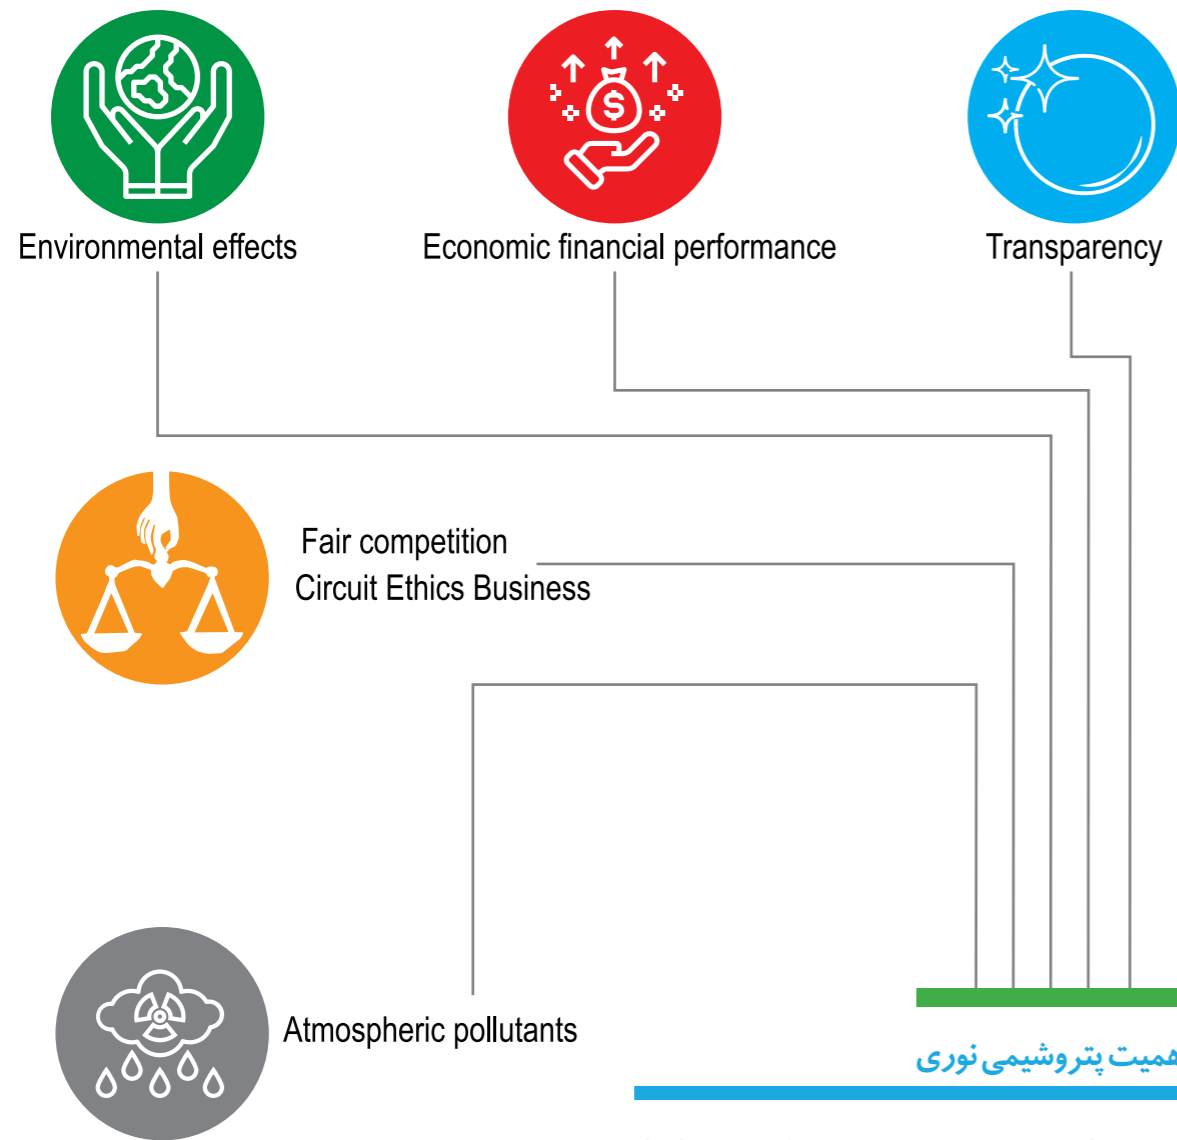 Environmental effects
Economic financial performance
Transparency
Fair competition
Circuit Ethics Business
Atmospheric pollutants
همیت پتروشیمی نوری